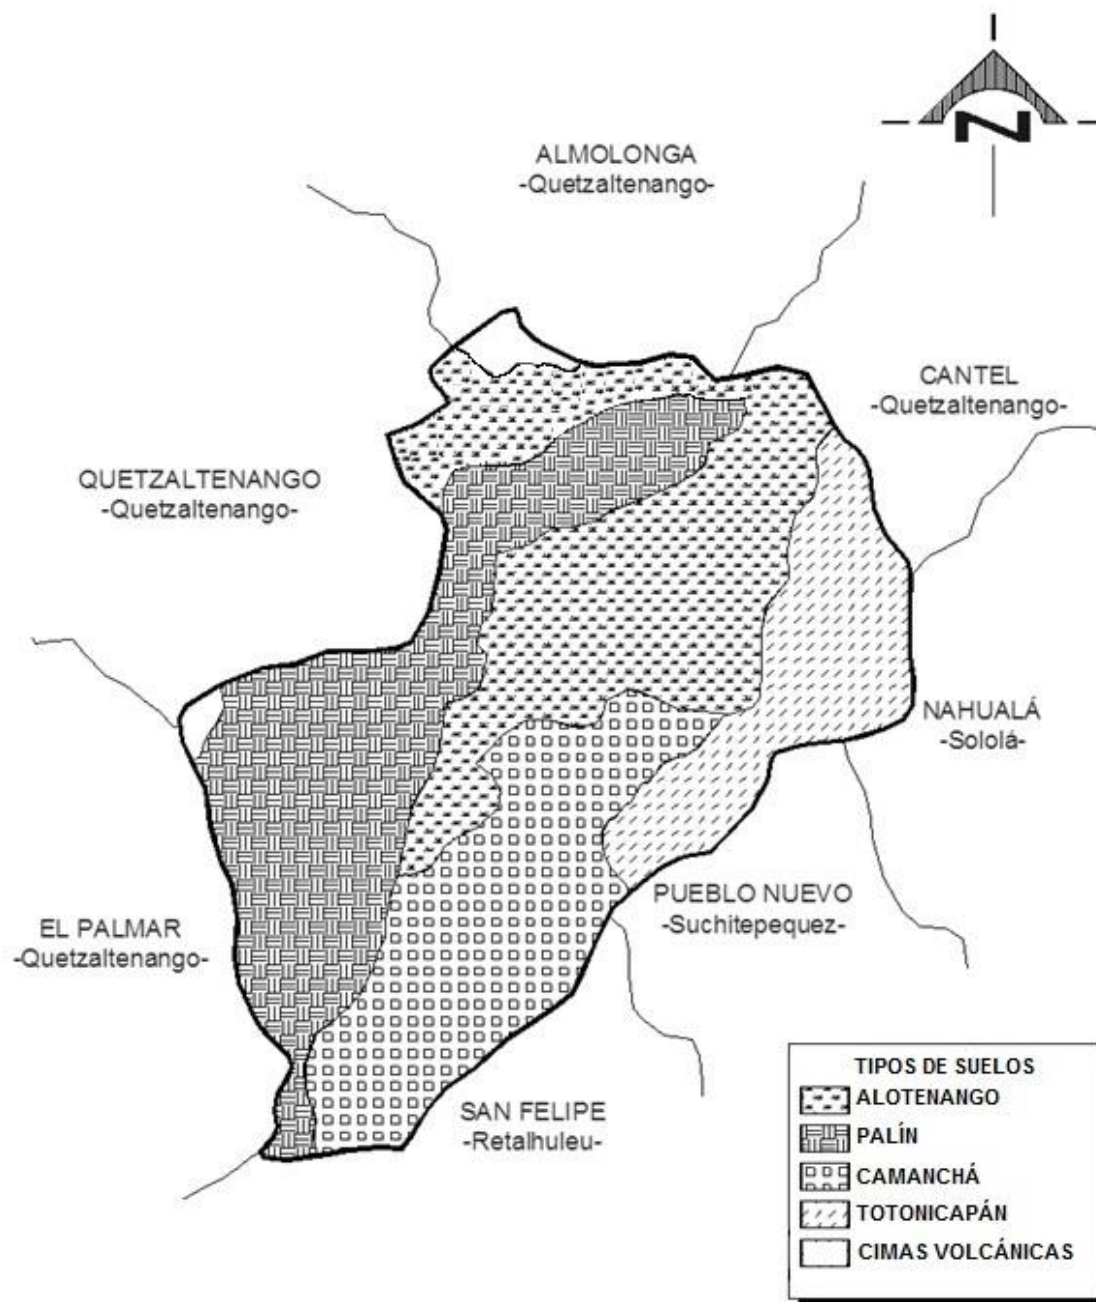 N
ALMOLONGA
-Quetzaltenango-
CANTEL
-Quetzaltenango-
QUETZALTENANGO
-Quetzaltenango-
NAHUALÁ
-Sololá-
PUEBLO NUEVO
-Suchitepequez-
EL PALMAR
-Quetzaltenango-
SAN FELIPE
-Retalhuleu-
TIPOS DE SUELOS
ALOTENANGO
PALÍN
CAMANCHÁ
TOTONICAPÁN
CIMAS VOLCÁNICAS